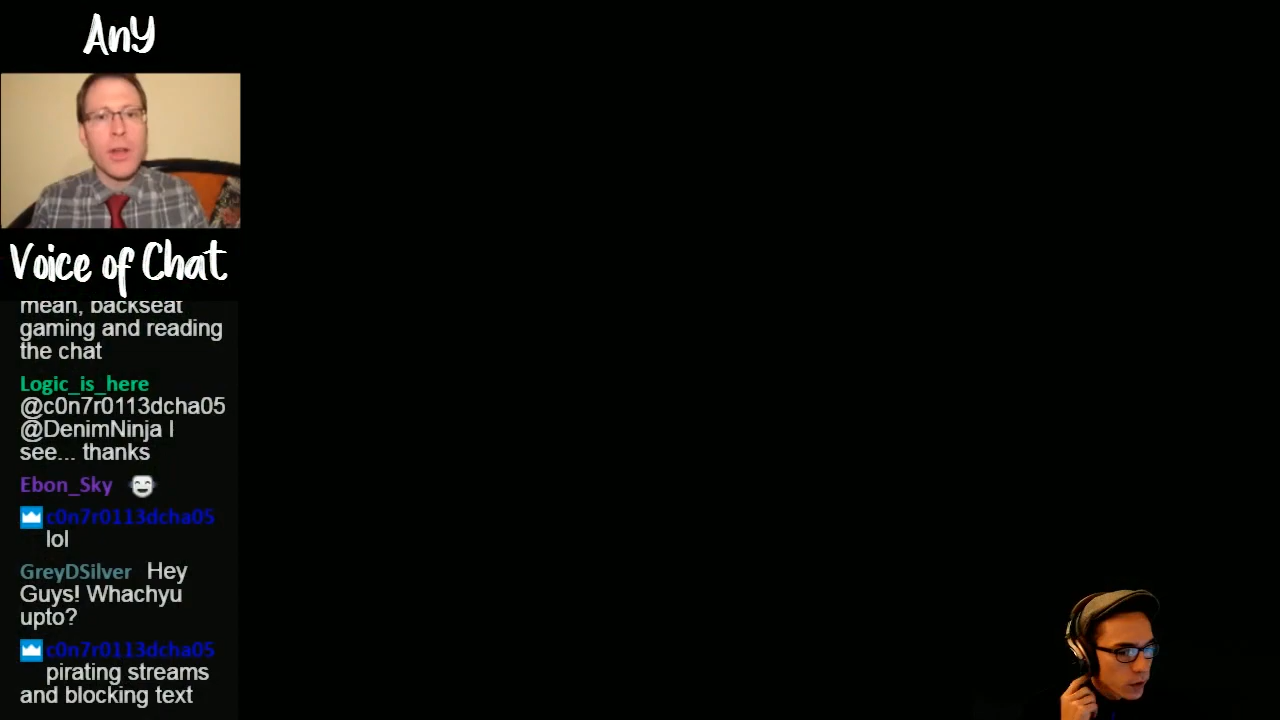 AnY
Voice of Chat
mean, backseat
gaming and reading
the chat
Logic_is_here
@c0n7r0113dcha05
@DenimNinja I
see... thanks
Ebon_Sky
c0n7r0113dcha05
lol
GreyDSilver Hey
Guys! Whachyu
upto?
c0n7r0113dcha05
pirating streams
and blocking text